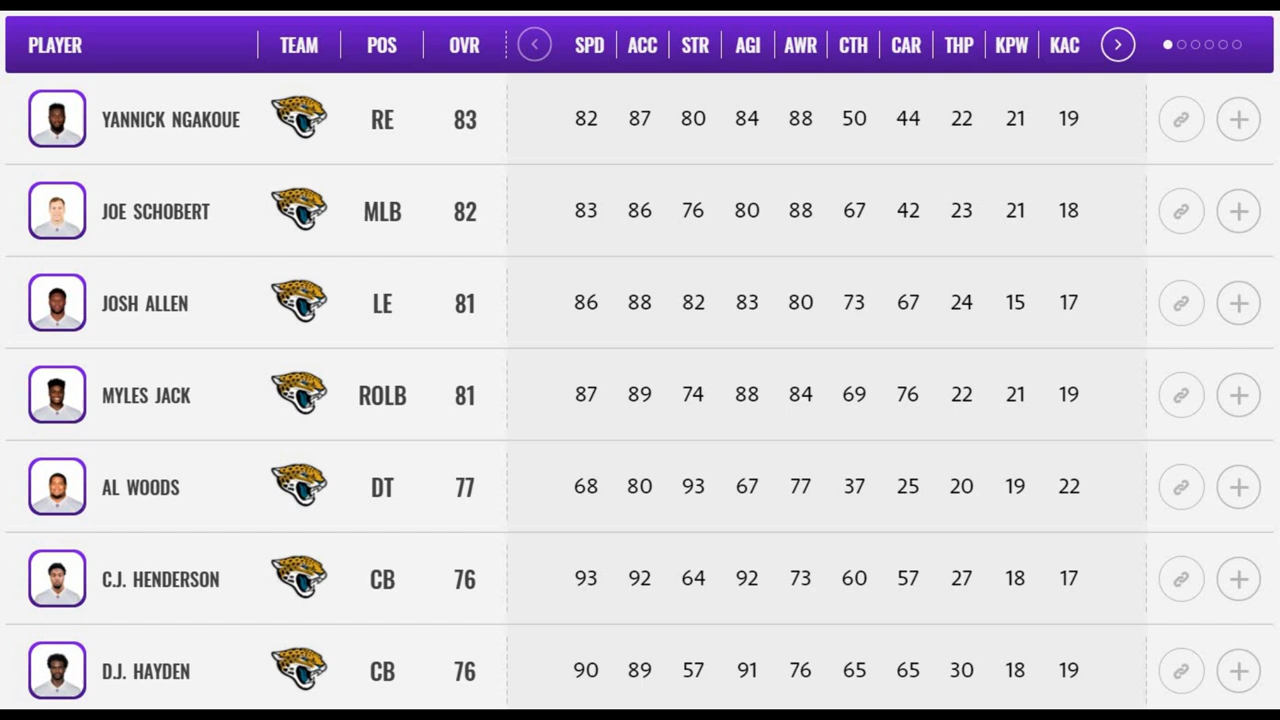 PLAYER TEAM POS OVR SPD ACC STR AGI AWR CTH CAR THP KPW KAC
YANNICK NGAKOUE RE 83 82 87 80 84 88 50 44 22 21 19
JOE SCHOBERT MLB 82 83 86 76 80 88 67 42 23 21 18
JOSH ALLEN LE 81 86 88 82 83 80 73 67 24 15 17
MYLES JACK ROLB 81 87 89 74 88 84 69 76 22 21 19
AL WOODS DT 77 68 80 93 67 77 37 25 20 19 22
C.J. HENDERSON CB 76 93 92 64 92 73 60 57 27 18 17
D.J. HAYDEN CB 76 90 89 57 91 76 65 65 30 18 19